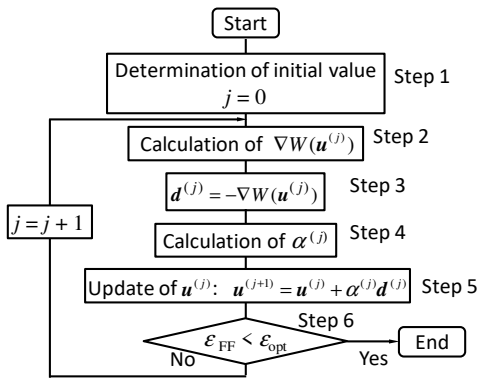 Start
Determination of initial value
j = 0
Step 1
Calculation of ∇W(u^(j))
Step 2
d^(j) = −∇W(u^(j))
Step 3
j = j + 1
Calculation of α^(j)
Step 4
Update of u^(j): u^(j+1) = u^(j) + α^(j) d^(j)
Step 5
Step 6
ε_FF < ε_opt
End
No
Yes